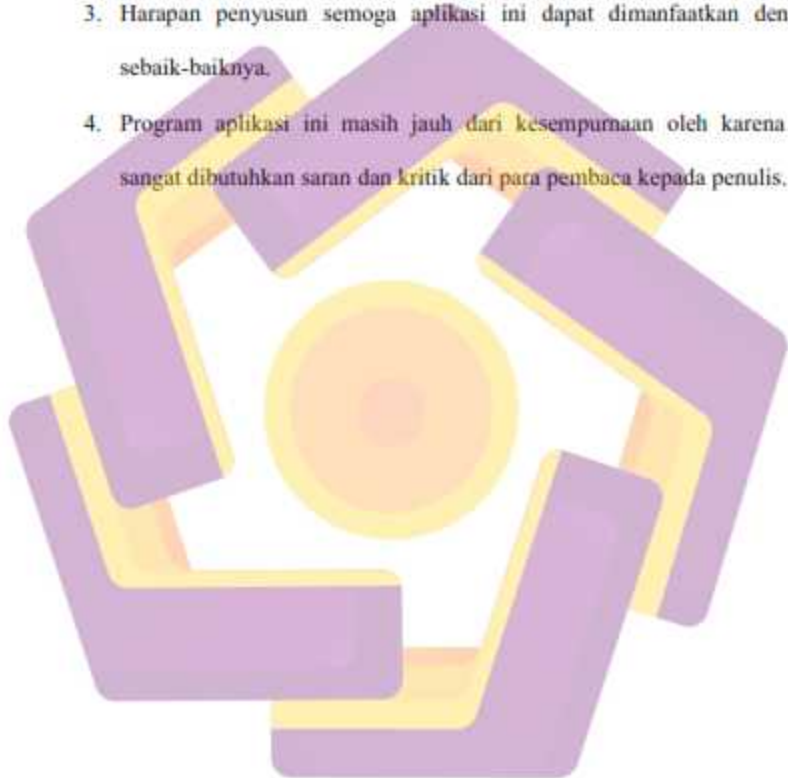 3. Harapan penyusun semoga aplikasi ini dapat dimanfaatkan den
sebaik-baiknya.
4. Program aplikasi ini masih jauh dari kesempurnaan oleh karena
sangat dibutuhkan saran dan kritik dari para pembaca kepada penulis.